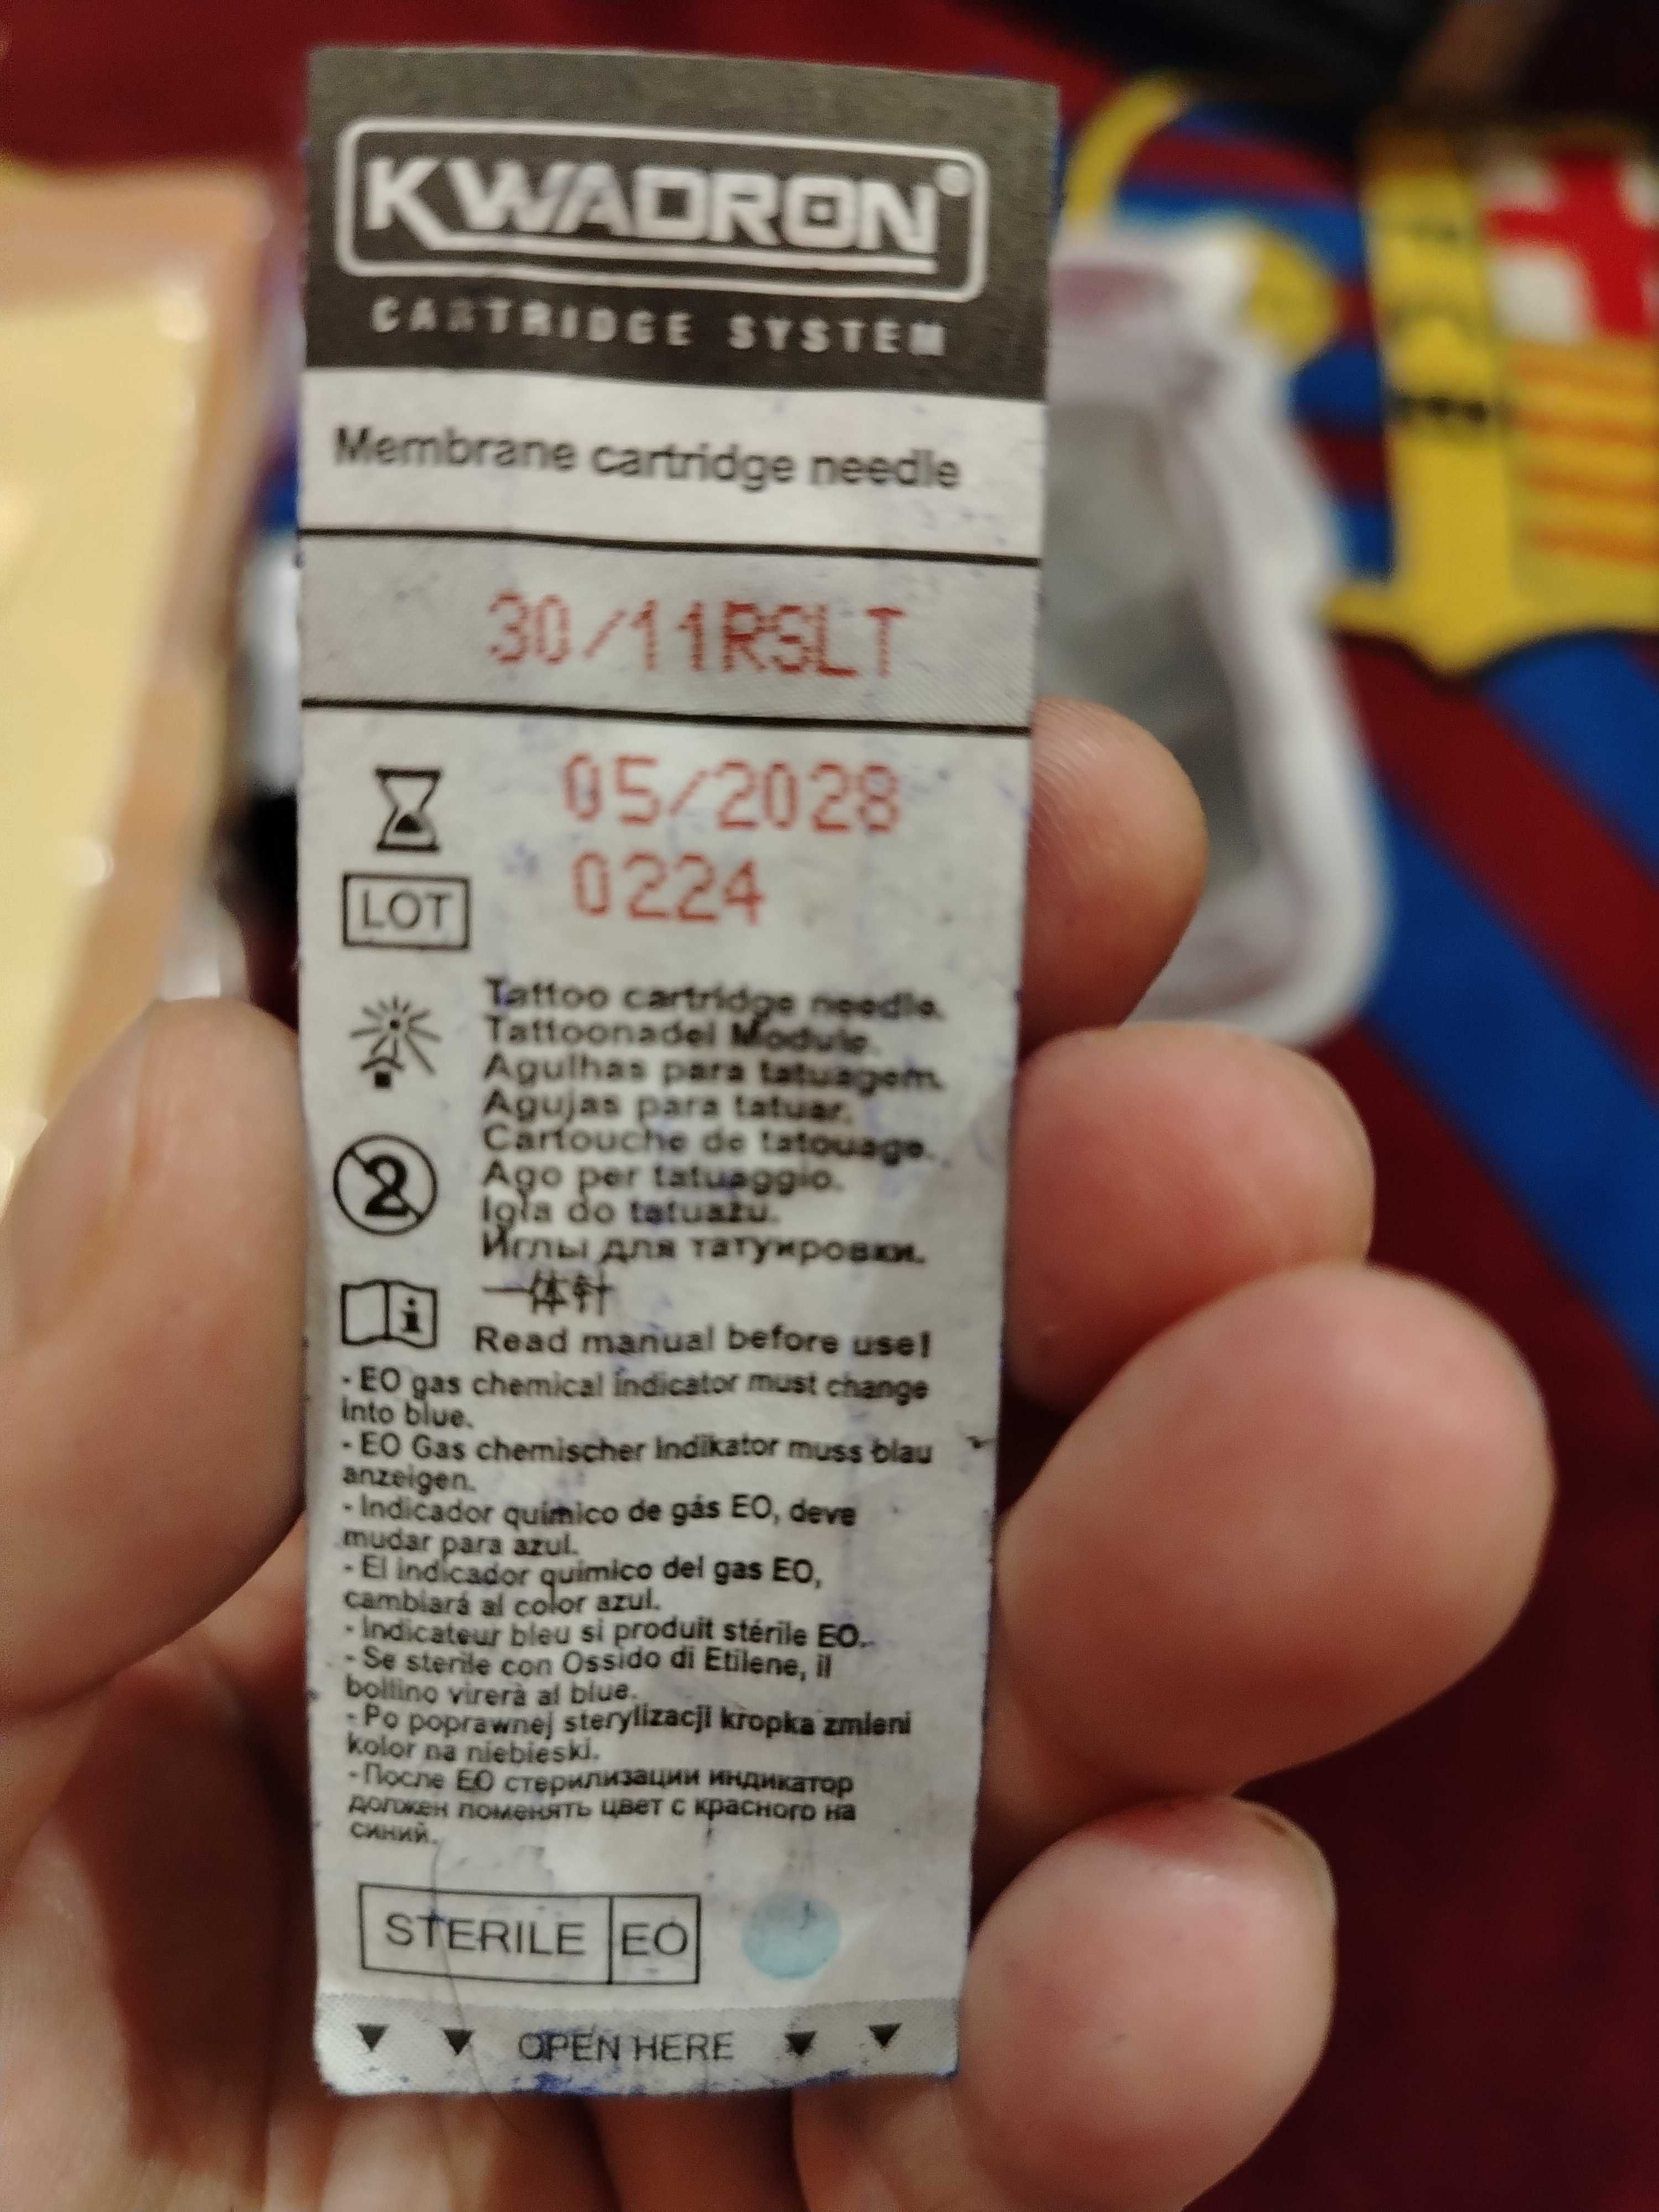 KWADRON®
CARTRIDGE SYSTEM
Membrane cartridge needle
30/11RSLT
05/2028
LOT 0224
Tattoo cartridge needle.
Tattoonadel Module.
Agulhas para tatuagem.
Agujas para tatuar.
Cartouche de tatouage.
Ago per tatuaggio.
2
Igła do tatuażu.
Иглы для татуировки.
一体针
i
Read manual before use!
- EO gas chemical indicator must change
into blue.
- EO Gas chemischer Indikator muss blau
anzeigen.
- Indicador químico de gás EO, deve
mudar para azul.
- El indicador quimico del gas EO,
cambiará al color azul.
- Indicateur bleu si produit stérile EO.
- Se sterile con Ossido di Etilene, il
bollino virerà al blue.
- Po poprawnej sterylizacji kropka zmieni
kolor na niebieski.
- После EO стерилизации индикатор
должен поменять цвет с красного на
синий.
STERILE EO
OPEN HERE